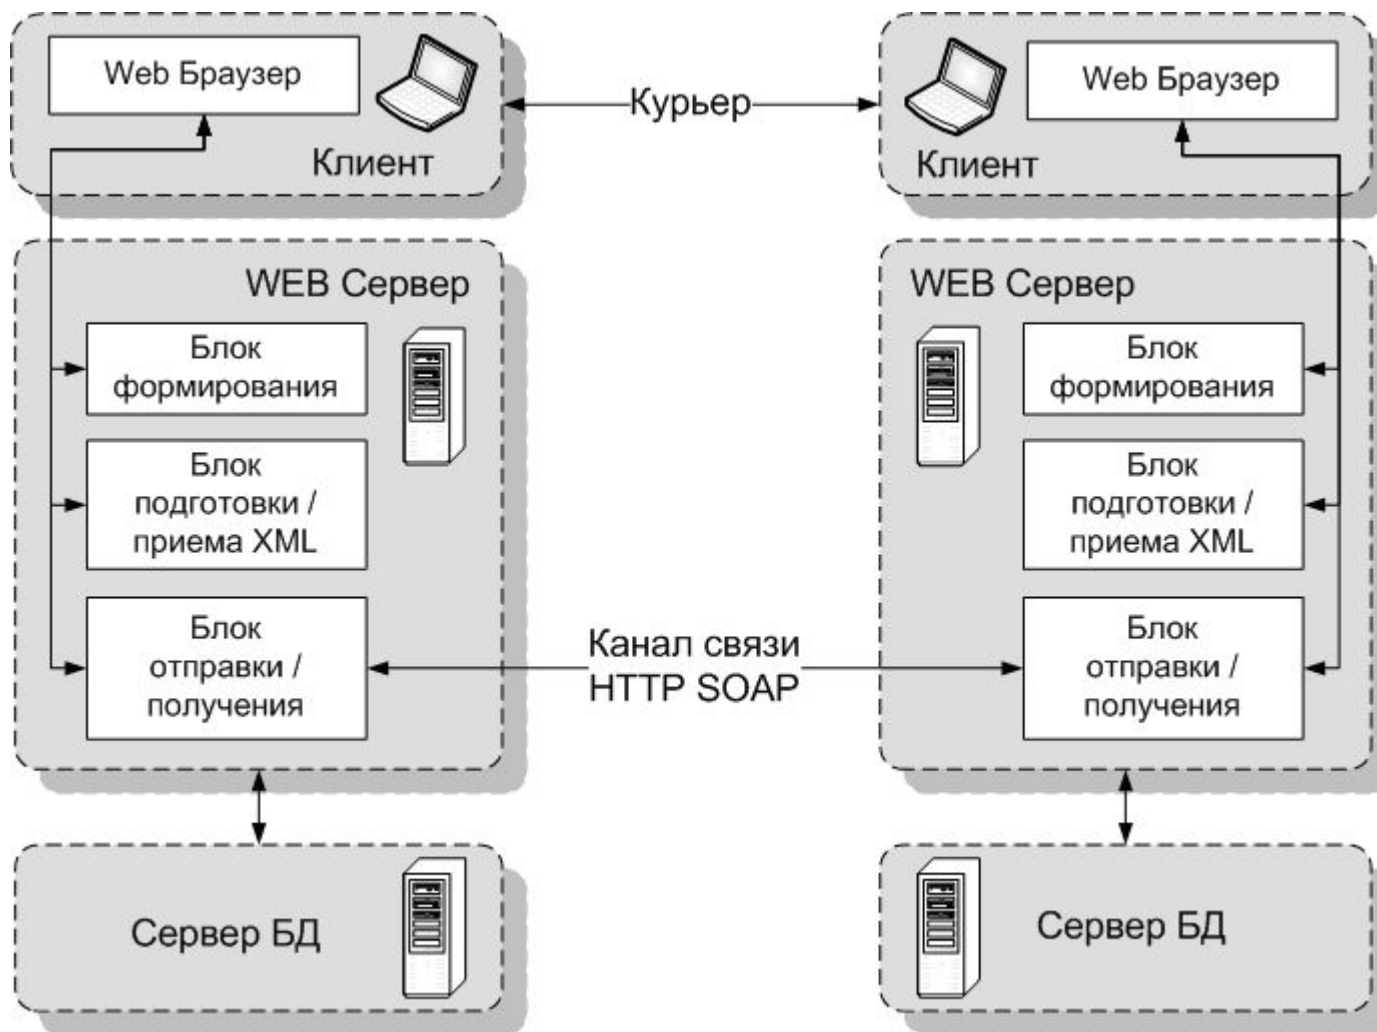 Web Браузер
Клиент
Курьер
Web Браузер
Клиент
WEB Сервер
Блок
формирования
Блок
подготовки /
приема XML
Блок
отправки /
получения
Канал связи
HTTP SOAP
WEB Сервер
Блок
формирования
Блок
подготовки /
приема XML
Блок
отправки /
получения
Сервер БД
Сервер БД